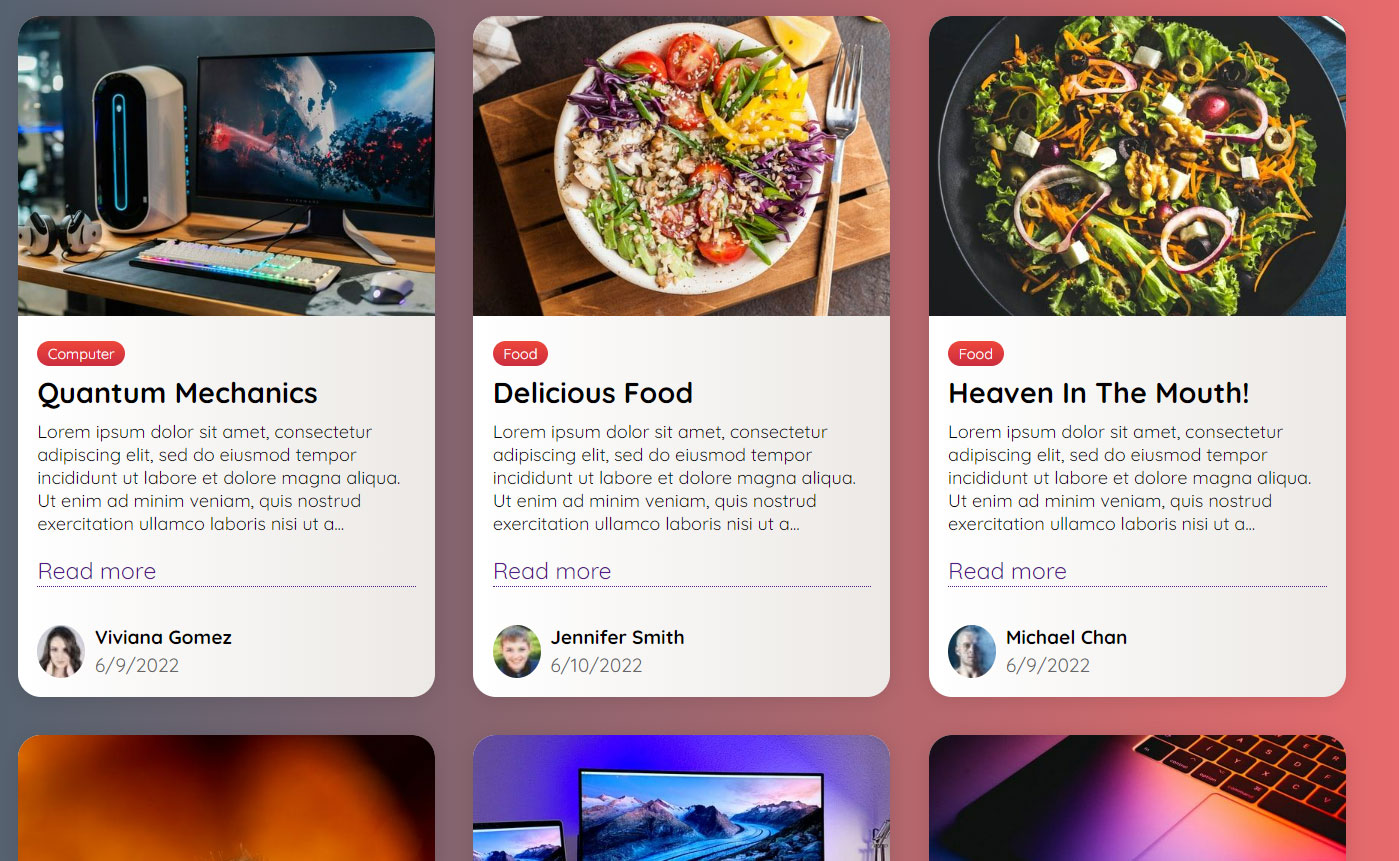 Computer
Quantum Mechanics
Lorem ipsum dolor sit amet, consectetur
adipiscing elit, sed do eiusmod tempor
incididunt ut labore et dolore magna aliqua.
Ut enim ad minim veniam, quis nostrud
exercitation ullamco laboris nisi ut a...
Read more
Viviana Gomez
6/9/2022
Food
Delicious Food
Lorem ipsum dolor sit amet, consectetur
adipiscing elit, sed do eiusmod tempor
incididunt ut labore et dolore magna aliqua.
Ut enim ad minim veniam, quis nostrud
exercitation ullamco laboris nisi ut a...
Read more
Jennifer Smith
6/10/2022
Food
Heaven In The Mouth!
Lorem ipsum dolor sit amet, consectetur
adipiscing elit, sed do eiusmod tempor
incididunt ut labore et dolore magna aliqua.
Ut enim ad minim veniam, quis nostrud
exercitation ullamco laboris nisi ut a...
Read more
Michael Chan
6/9/2022